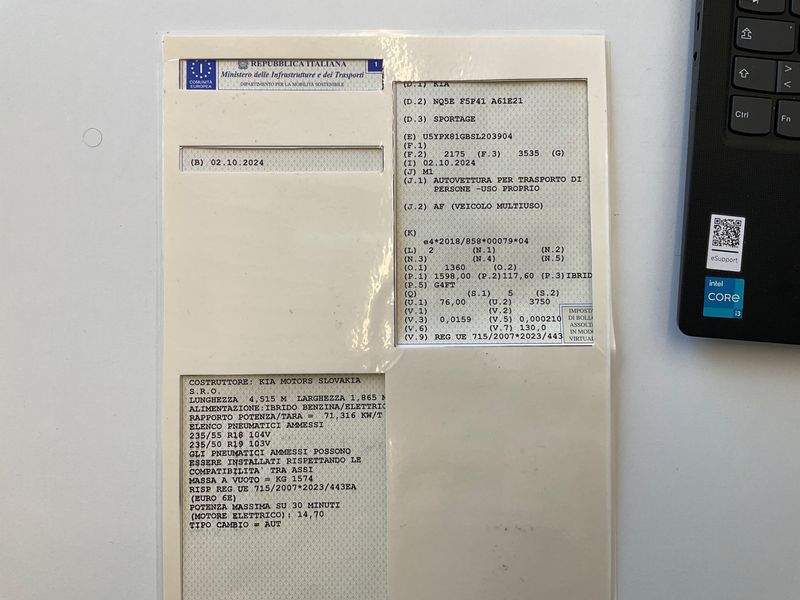 REPUBBLICA ITALIANA
Ministero delle Infrastrutture e dei Trasporti
DIPARTIMENTO PER LA MOBILITÀ SOSTENIBILE
I
COMUNITÀ
EUROPEA
1
(B) 02.10.2024
(D.1) KIA
(D.2) NQ5E F5P41 A61E21
(D.3) SPORTAGE
(E) U5YPX81GBSL203904
(F.1)
(F.2) 2175 (F.3) 3535 (G)
(I) 02.10.2024
(J) M1
(J.1) AUTOVETTURA PER TRASPORTO DI
PERSONE -USO PROPRIO
(J.2) AF (VEICOLO MULTIUSO)
(K)
e4*2018/858*00079*04
(L) 2 (N.1) (N.2)
(N.3) (N.4) (N.5)
(O.1) 1360 (O.2)
(P.1) 1598,00 (P.2)117,60 (P.3)IBRID
(P.5) G4FT
(Q) (S.1) 5 (S.2)
(U.1) 76,00 (U.2) 3750
(V.1) (V.2)
(V.3) 0,0159 (V.5) 0,000210
(V.6) (V.7) 130,0
(V.9) REG UE 715/2007*2023/443
IMPOSTA
DI BOLLO
ASSOLT
IN MODO
VIRTUAL
COSTRUTTORE: KIA MOTORS SLOVAKIA
S.R.O.
LUNGHEZZA 4,515 M LARGHEZZA 1,865 M
ALIMENTAZIONE:IBRIDO BENZINA/ELETTRIC
RAPPORTO POTENZA/TARA = 71,316 KW/T
ELENCO PNEUMATICI AMMESSI
235/55 R18 104V
235/50 R19 103V
GLI PNEUMATICI AMMESSI POSSONO
ESSERE INSTALLATI RISPETTANDO LE
COMPATIBILITA` TRA ASSI
MASSA A VUOTO = KG 1574
RISP REG UE 715/2007*2023/443EA
(EURO 6E)
POTENZA MASSIMA SU 30 MINUTI
(MOTORE ELETTRICO): 14,70
TIPO CAMBIO = AUT
Ctrl
Fn
>
<
eSupport
intel
CORE
i3